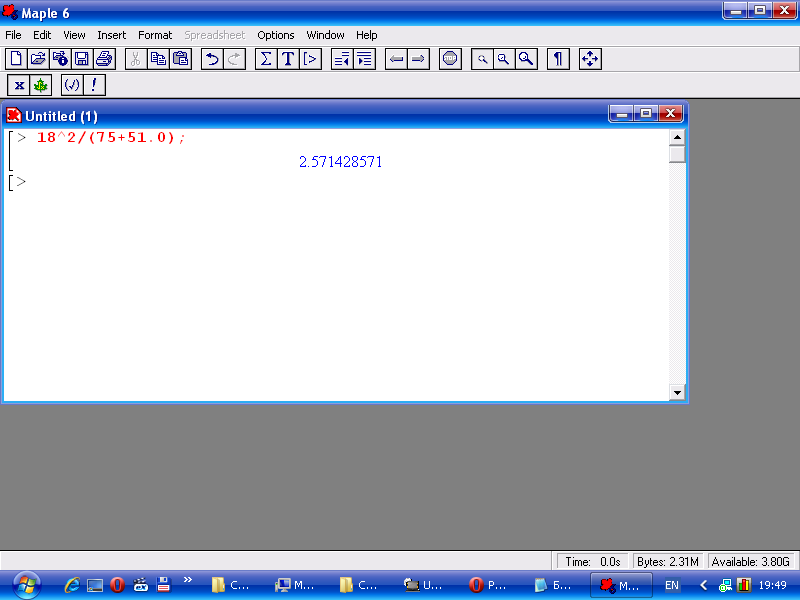 Maple 6
File Edit View Insert Format Spreadsheet Options Window Help
Untitled (1)
> 18^2/(75+51.0);
2.571428571
>
Time: 0.0s Bytes: 2.31M Available: 3.80G
C... M... C... U... P... Б... M... EN 19:49